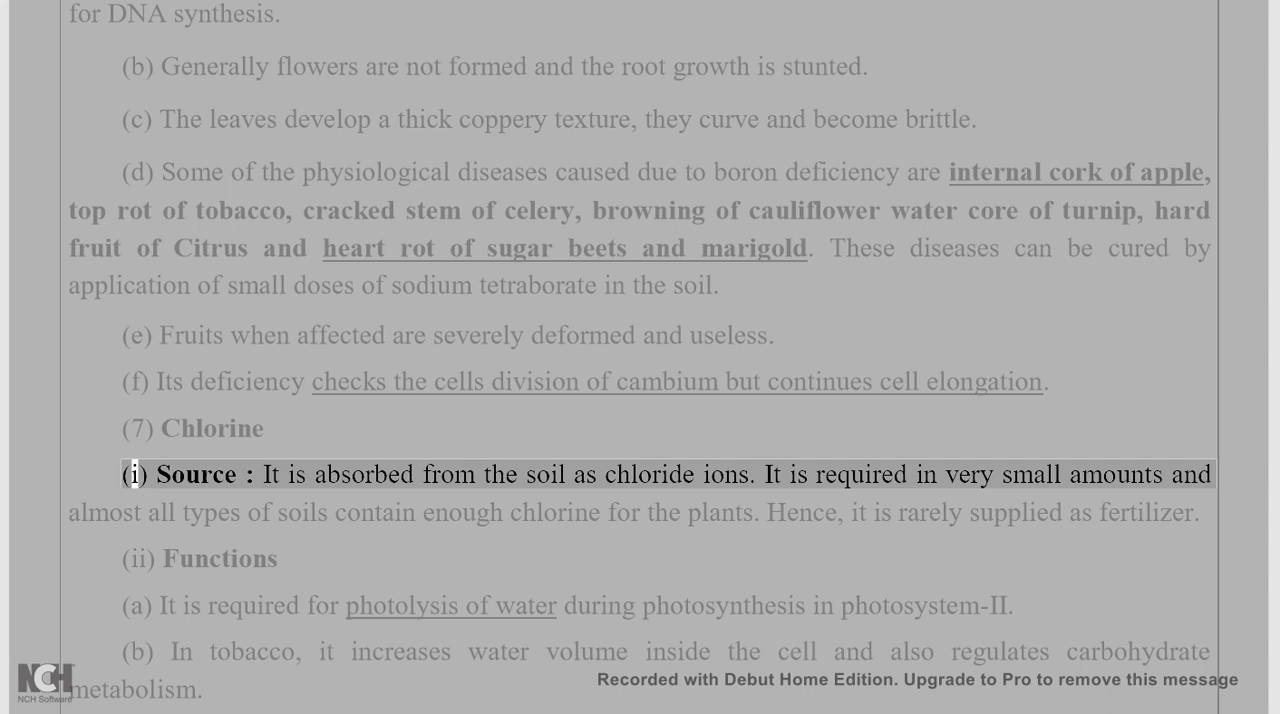 for DNA synthesis.
(b) Generally flowers are not formed and the root growth is stunted.
(c) The leaves develop a thick coppery texture, they curve and become brittle.
(d) Some of the physiological diseases caused due to boron deficiency are internal cork of apple,
top rot of tobacco, cracked stem of celery, browning of cauliflower water core of turnip, hard
fruit of Citrus and heart rot of sugar beets and marigold. These diseases can be cured by
application of small doses of sodium tetraborate in the soil.
(e) Fruits when affected are severely deformed and useless.
(f) Its deficiency checks the cells division of cambium but continues cell elongation.
(7) Chlorine
(i) Source : It is absorbed from the soil as chloride ions. It is required in very small amounts and
almost all types of soils contain enough chlorine for the plants. Hence, it is rarely supplied as fertilizer.
(ii) Functions
(a) It is required for photolysis of water during photosynthesis in photosystem-II.
(b) In tobacco, it increases water volume inside the cell and also regulates carbohydrate
metabolism.
NCH
NCH Software
Recorded with Debut Home Edition. Upgrade to Pro to remove this message